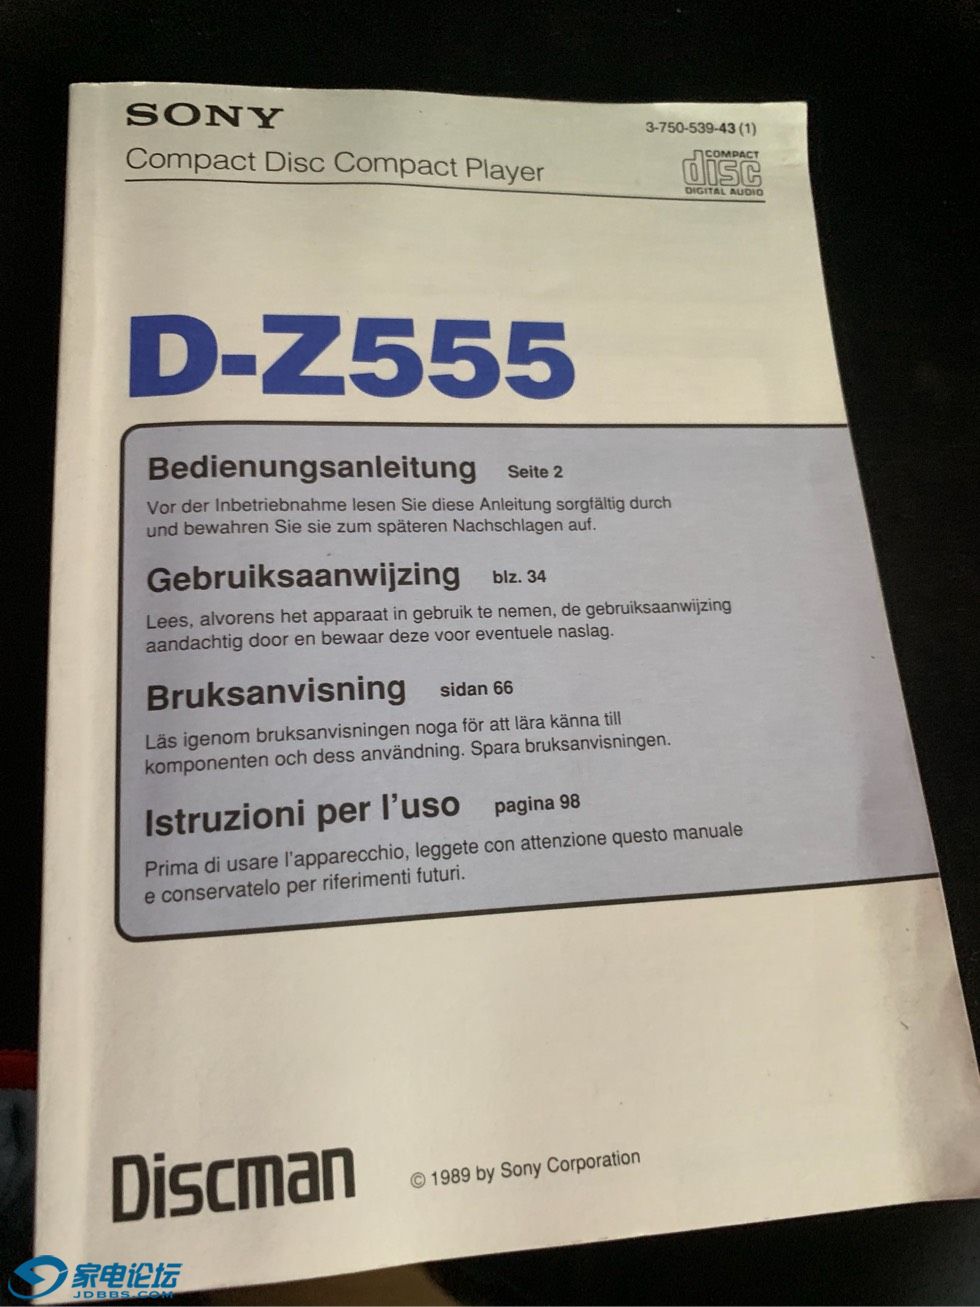 SONY
3-750-539-43 (1)
Compact Disc Compact Player
COMPACT
disc
DIGITAL AUDIO
D-Z555
Bedienungsanleitung Seite 2
Vor der Inbetriebnahme lesen Sie diese Anleitung sorgfältig durch
und bewahren Sie sie zum späteren Nachschlagen auf.
Gebruiksaanwijzing blz. 34
Lees, alvorens het apparaat in gebruik te nemen, de gebruiksaanwijzing
aandachtig door en bewaar deze voor eventuele naslag.
Bruksanvisning sidan 66
Läs igenom bruksanvisningen noga för att lära känna till
komponenten och dess användning. Spara bruksanvisningen.
Istruzioni per l'uso pagina 98
Prima di usare l'apparecchio, leggete con attenzione questo manuale
e conservatelo per riferimenti futuri.
Discman
© 1989 by Sony Corporation
家电论坛
JDBBS.COM